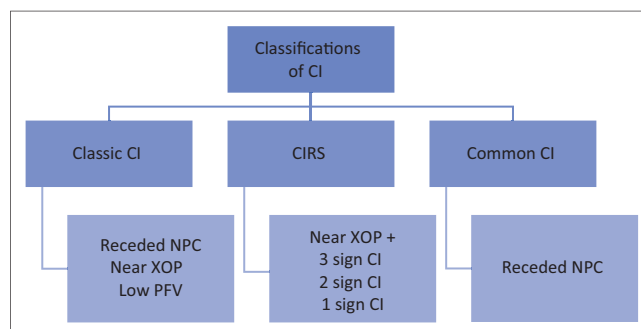 Classifications
of CI
Classic CI
CIRS
Common CI
Receded NPC
Near XOP
Low PFV
Near XOP +
3 sign CI
2 sign CI
1 sign CI
Receded NPC